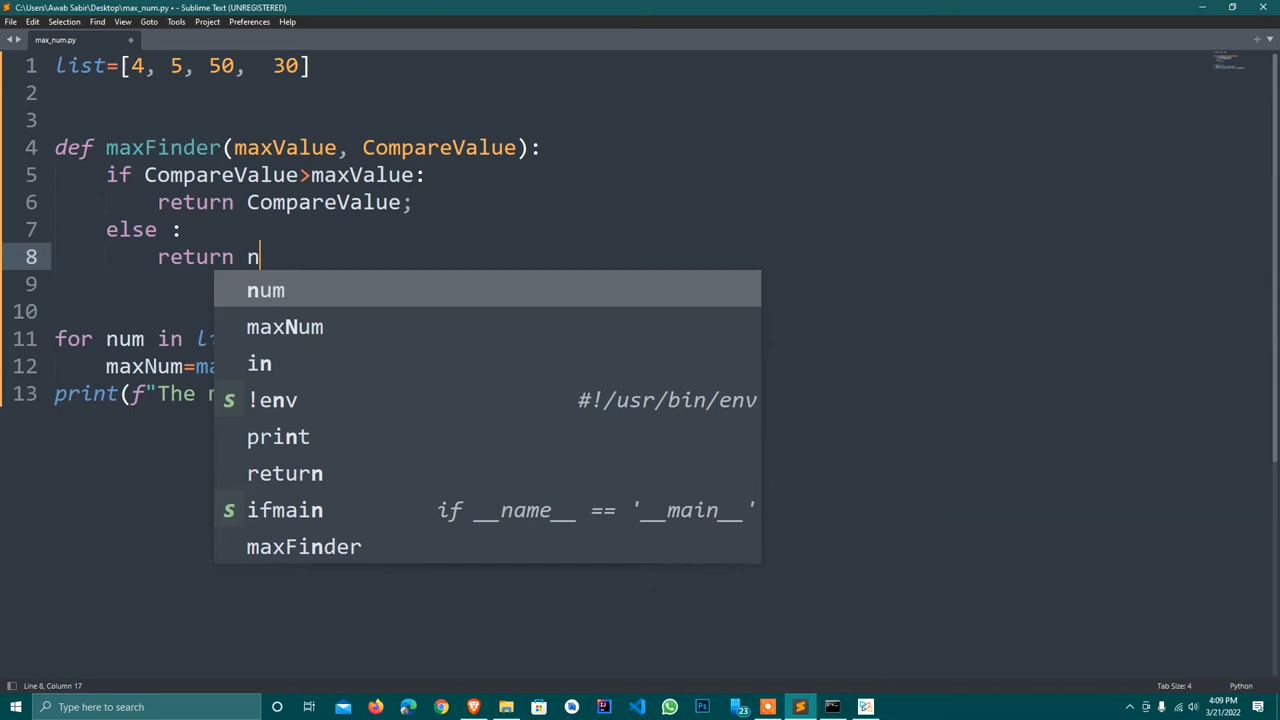 C:\Users\Awab Sabir\Desktop\max_num.py • - Sublime Text (UNREGISTERED)
File Edit Selection Find View Goto Tools Project Preferences Help
max_num.py
1 list=[4, 5, 50,  30]
2
3
4 def maxFinder(maxValue, CompareValue):
5 if CompareValue>maxValue:
6 return CompareValue;
7 else :
8 return n
9
num
10
maxNum
11 for num in li
in
12 maxNum=ma
13 print(f"The
!env #!/usr/bin/env
print
return
ifmain if __name__ == '__main__'
maxFinder
Line 8, Column 17
Tab Size: 4 Python
Type here to search
23
4:09 PM
3/21/2022